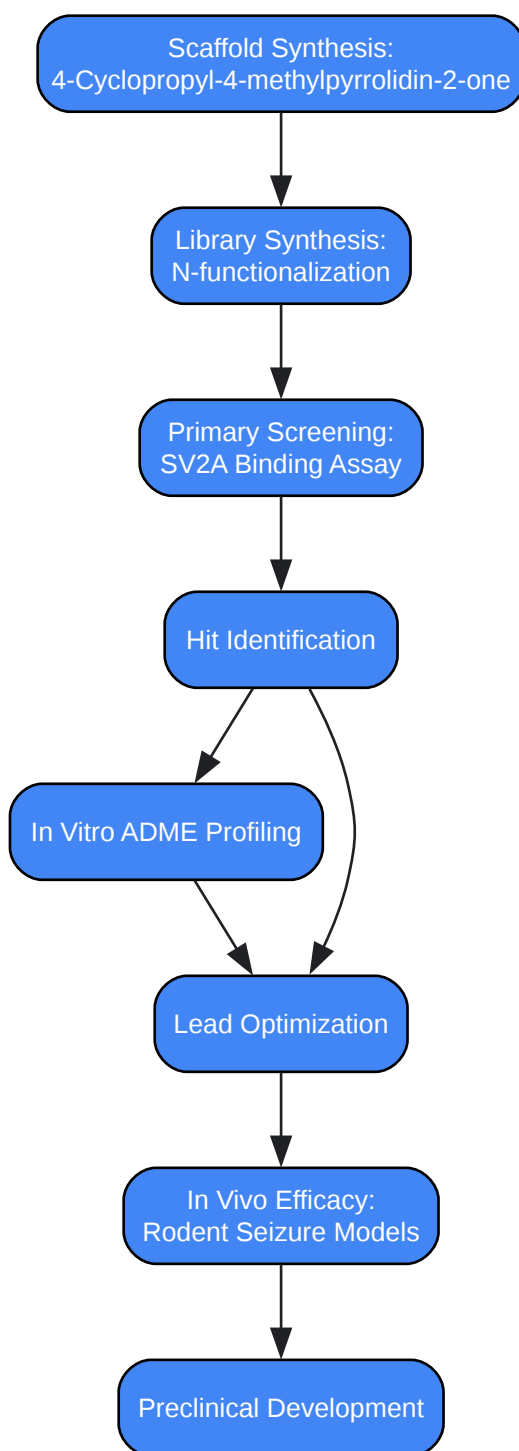 Scaffold Synthesis:
4-Cyclopropyl-4-methylpyrrolidin-2-one
Library Synthesis:
N-functionalization
Primary Screening:
SV2A Binding Assay
Hit Identification
In Vitro ADME Profiling
Lead Optimization
In Vivo Efficacy:
Rodent Seizure Models
Preclinical Development